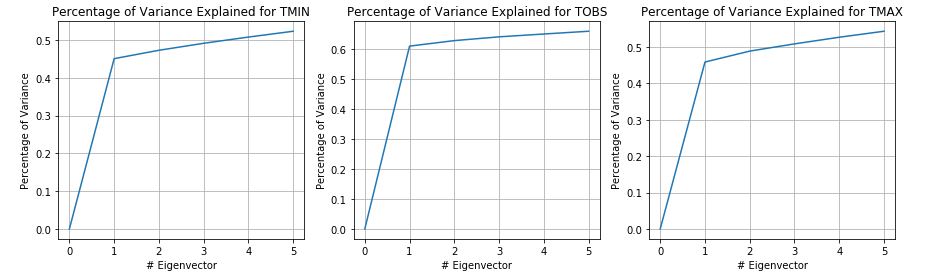 Percentage of Variance Explained for TMIN
Percentage of Variance
0.5
0.4
0.3
0.2
0.1
0.0
0 1 2 3 4 5
# Eigenvector
Percentage of Variance Explained for TOBS
Percentage of Variance
0.6
0.5
0.4
0.3
0.2
0.1
0.0
0 1 2 3 4 5
# Eigenvector
Percentage of Variance Explained for TMAX
Percentage of Variance
0.5
0.4
0.3
0.2
0.1
0.0
0 1 2 3 4 5
# Eigenvector